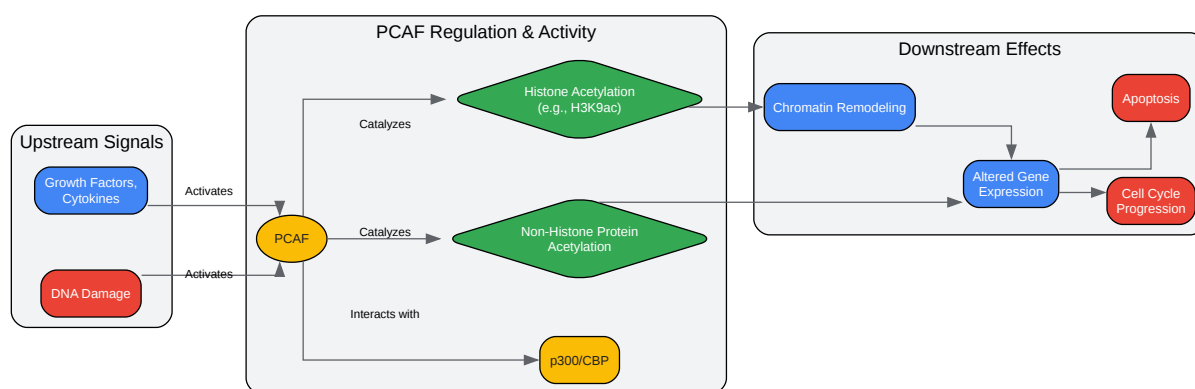 Upstream Signals
Growth Factors,
Cytokines
DNA Damage
Activates
Activates
PCAF Regulation & Activity
PCAF
Catalyzes
Histone Acetylation
(e.g., H3K9ac)
Catalyzes
Non-Histone Protein
Acetylation
Interacts with
p300/CBP
Downstream Effects
Chromatin Remodeling
Altered Gene
Expression
Apoptosis
Cell Cycle
Progression